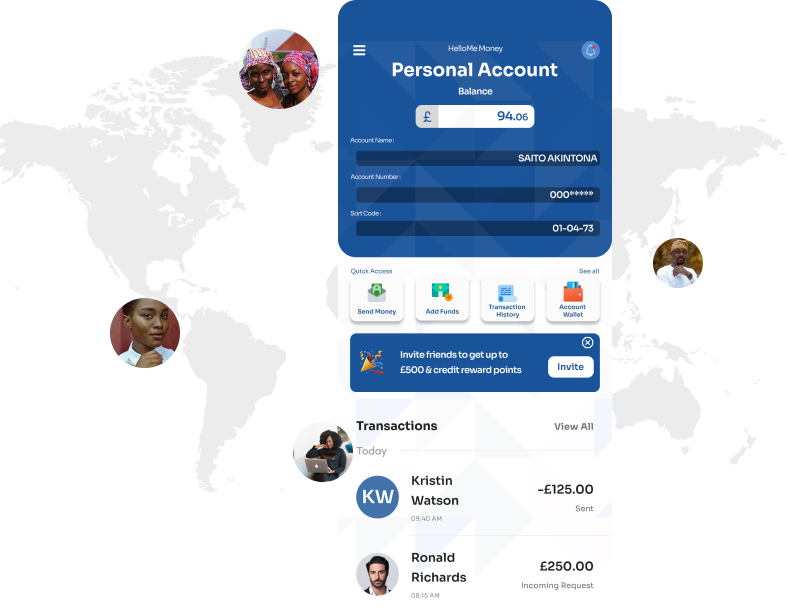 HelloMe Money
Personal Account
Balance
£ 94.06
Account Name:
SAITO AKINTONA
Account Number:
000*****
Sort Code:
01-04-73
Quick Access See all
Send Money
Add Funds
Transaction
History
Account
Wallet
Invite friends to get up to
£500 & credit reward points
Invite
Transactions View All
Today
KW
Kristin
Watson
09:40 AM
-£125.00
Sent
Ronald
Richards
08:15 AM
£250.00
Incoming Request